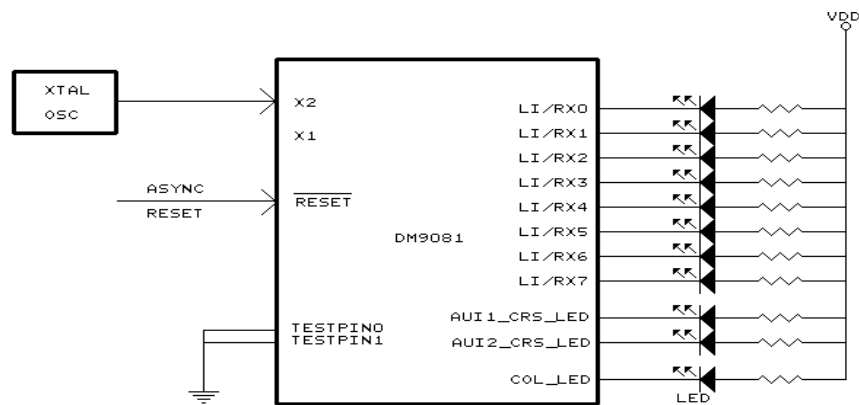 VDD
XTAL
OSC
X2
X1
ASYNC
RESET
RESET
DM9081
TESTPIN0
TESTPIN1
LI/RX0
LI/RX1
LI/RX2
LI/RX3
LI/RX4
LI/RX5
LI/RX6
LI/RX7
AUI1_CRS_LED
AUI2_CRS_LED
COL_LED
LED